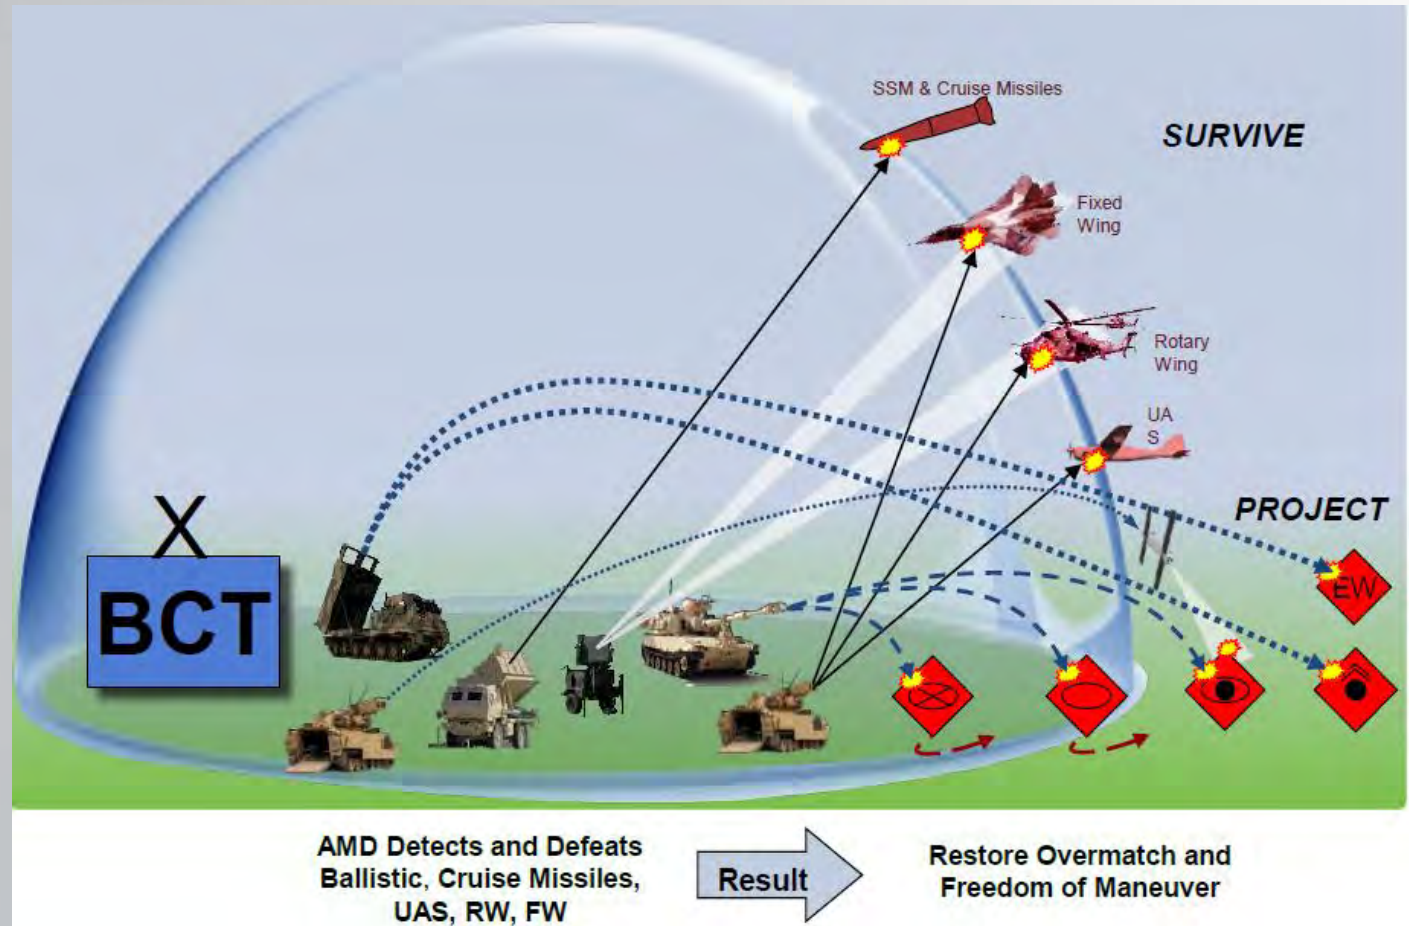 SSM & Cruise Missiles
SURVIVE
Fixed
Wing
Rotary
Wing
UA
S
PROJECT
X
BCT
EW
AMD Detects and Defeats
Ballistic, Cruise Missiles,
UAS, RW, FW
Result
Restore Overmatch and
Freedom of Maneuver